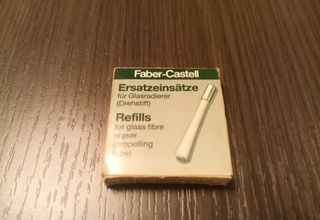 Faber-Castell
Ersatzeinsätze
für Glasradierer
(Drehstift)
Refills
for glass fibre
eraser
(propelling
type)